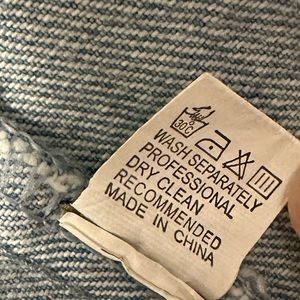 30°C
WASH SEPARATELY
PROFESSIONAL
DRY CLEAN
RECOMMENDED
MADE IN CHINA